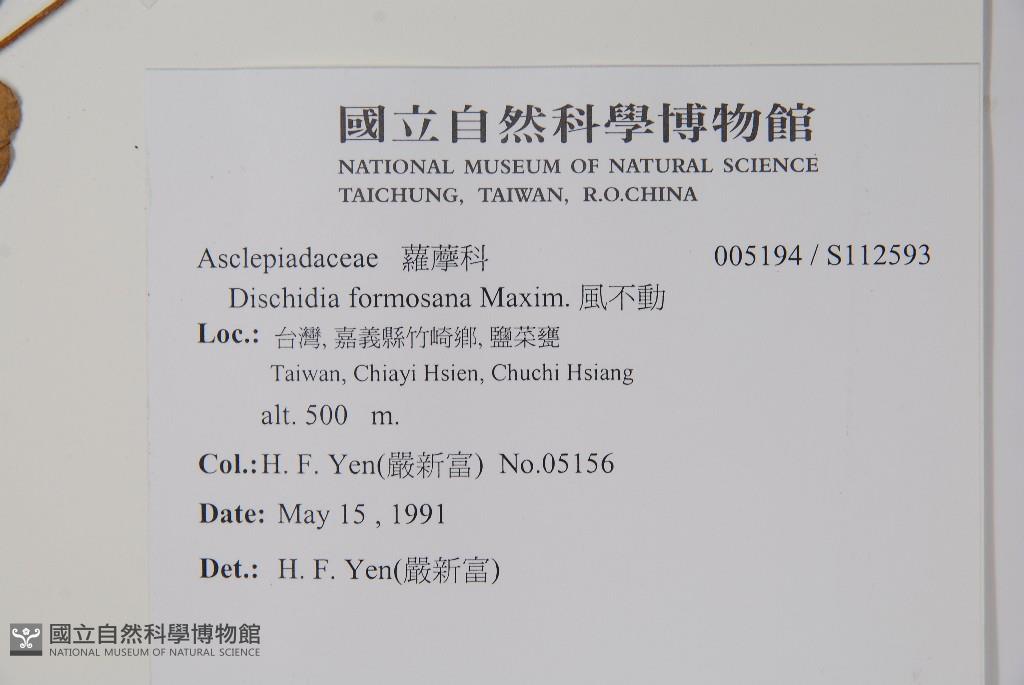 國立自然科學博物館
NATIONAL MUSEUM OF NATURAL SCIENCE
TAICHUNG, TAIWAN, R.O.CHINA
Asclepiadaceae 蘿藦科 005194 / S112593
Dischidia formosana Maxim. 風不動
Loc.: 台灣, 嘉義縣竹崎鄉, 鹽菜甕
Taiwan, Chiayi Hsien, Chuchi Hsiang
alt. 500 m.
Col.: H. F. Yen(嚴新富) No.05156
Date: May 15 , 1991
Det.: H. F. Yen(嚴新富)
國立自然科學博物館
NATIONAL MUSEUM OF NATURAL SCIENCE